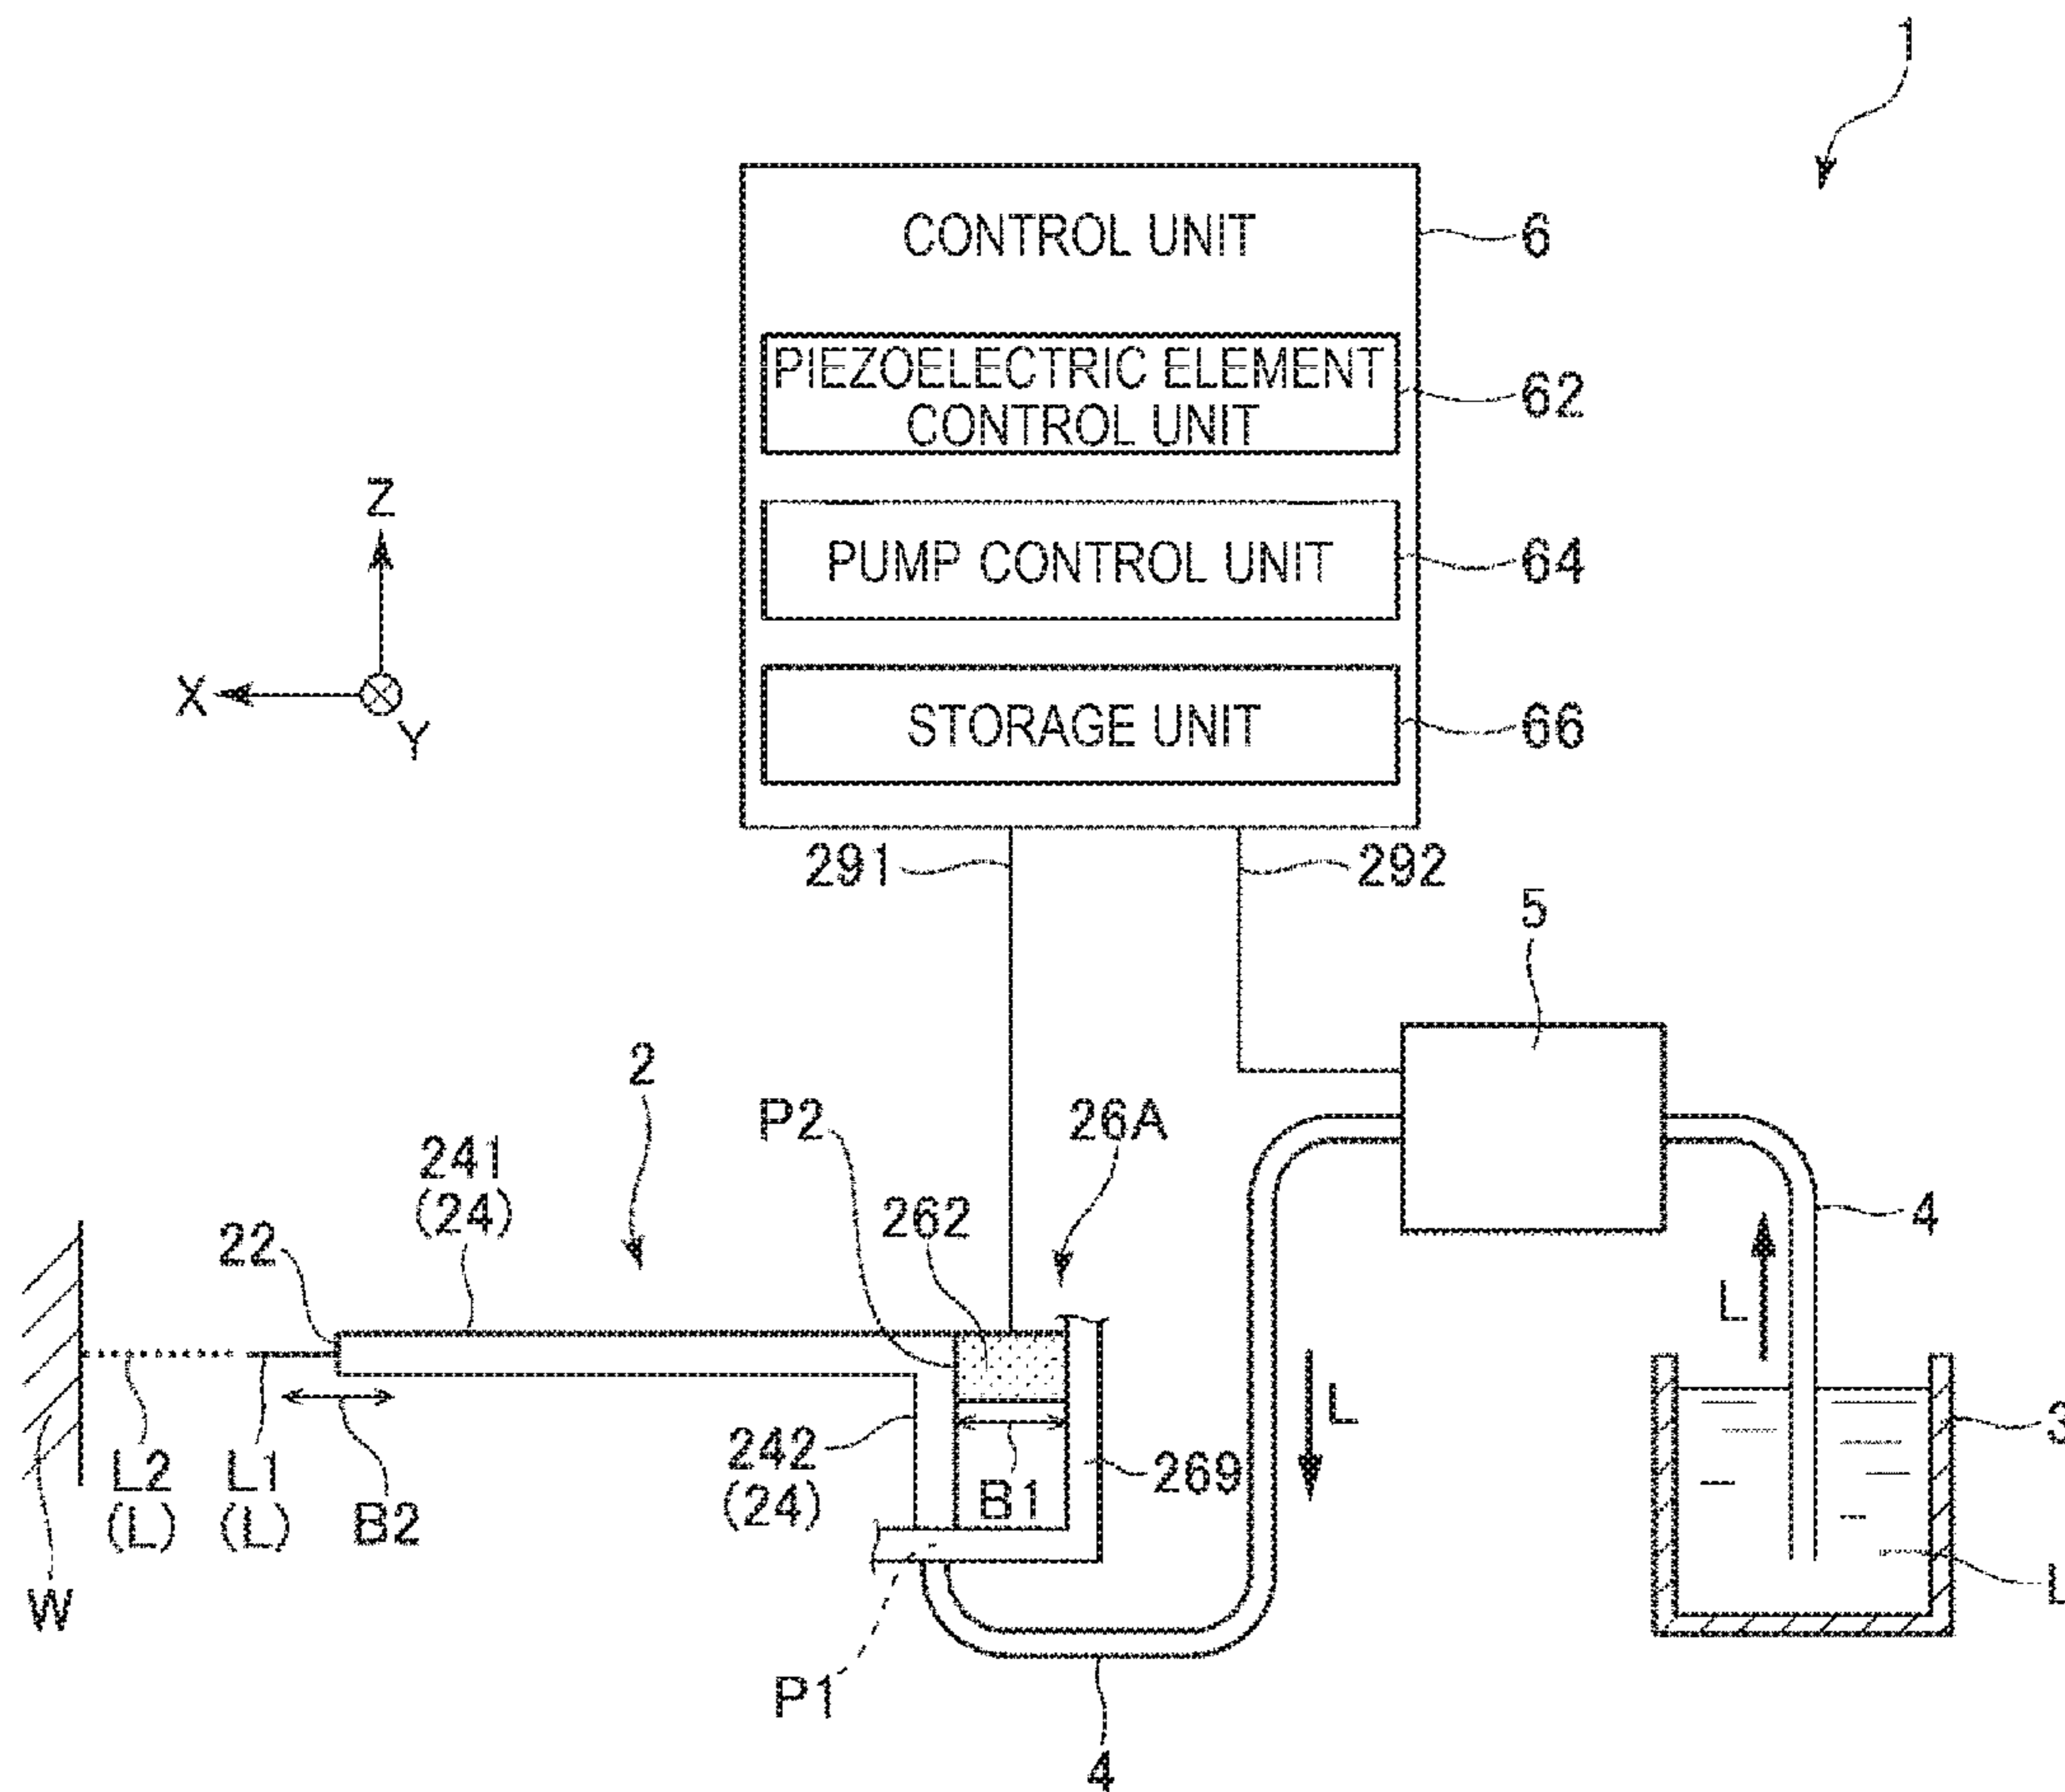 1
CONTROL UNIT
6
PIEZOELECTRIC ELEMENT
CONTROL UNIT
62
Z
PUMP CONTROL UNIT
64
X
Y
STORAGE UNIT
66
291
292
5
2
P2
26A
241
(24)
262
22
4
L
L
3
L2
(L)
L1
(L)
B2
242
(24)
B1
269
W
L
P1
4